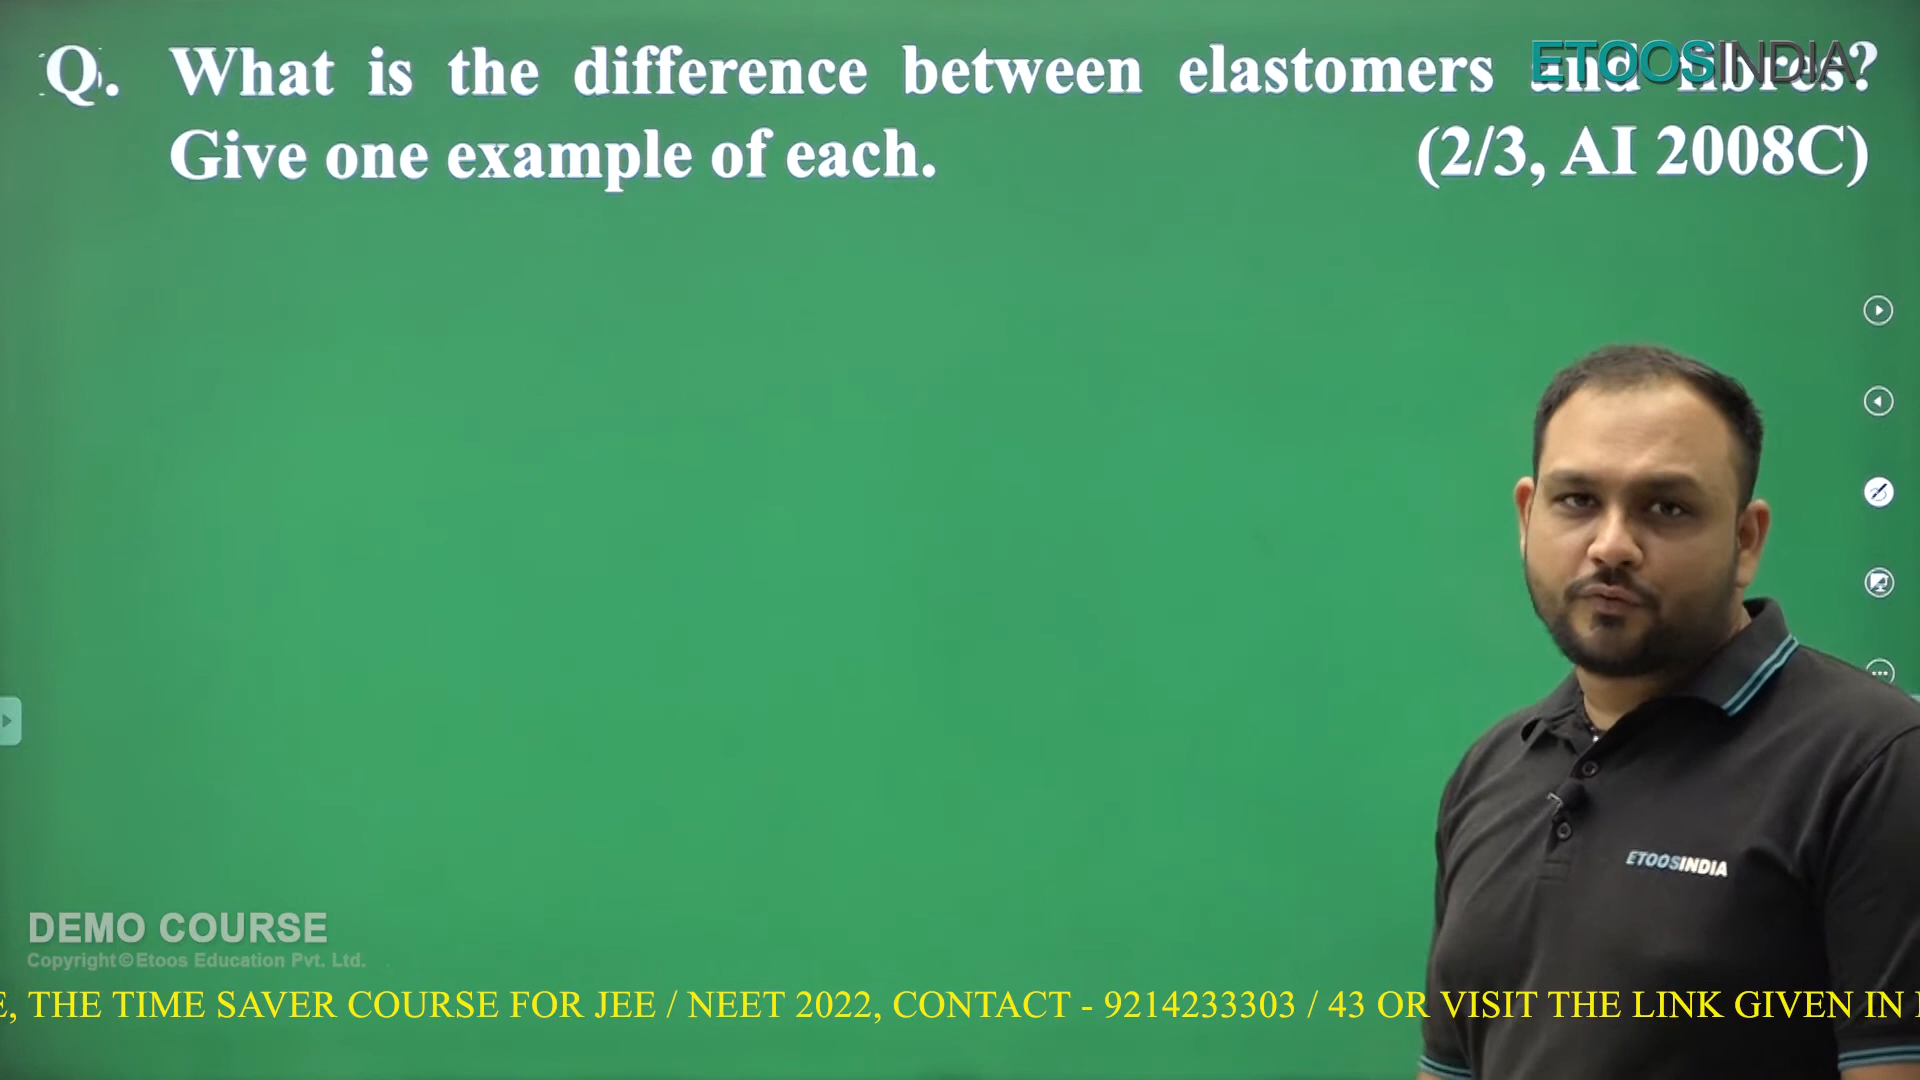 Q. What is the difference between elastomers and fibres?
ETOOSINDIA
Give one example of each. (2/3, AI 2008C)
ETOOSINDIA
DEMO COURSE
Copyright©Etoos Education Pvt. Ltd.
E, THE TIME SAVER COURSE FOR JEE / NEET 2022, CONTACT - 9214233303 / 43 OR VISIT THE LINK GIVEN IN